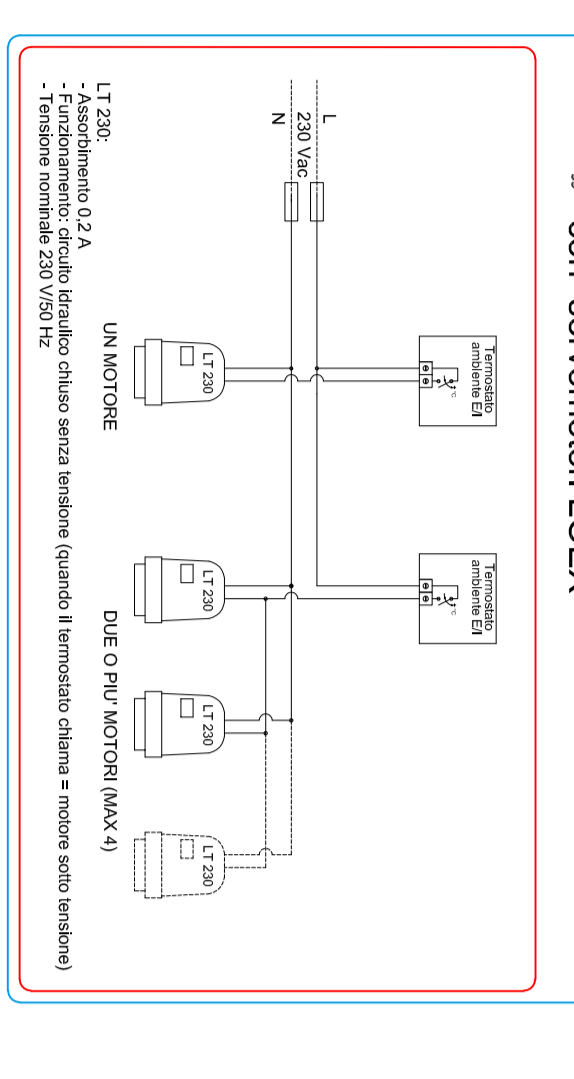 Termostato
ambiente E/I
°C
Termostato
ambiente E/I
°C
L
230 Vac
N
LT 230
LT 230
LT 230
LT 230
UN MOTORE
DUE O PIU' MOTORI (MAX 4)
LT 230:
- Assorbimento 0,2 A
- Funzionamento: circuito idraulico chiuso senza tensione (quando il termostato chiama = motore sotto tensione)
- Tensione nominale 230 V/50 Hz